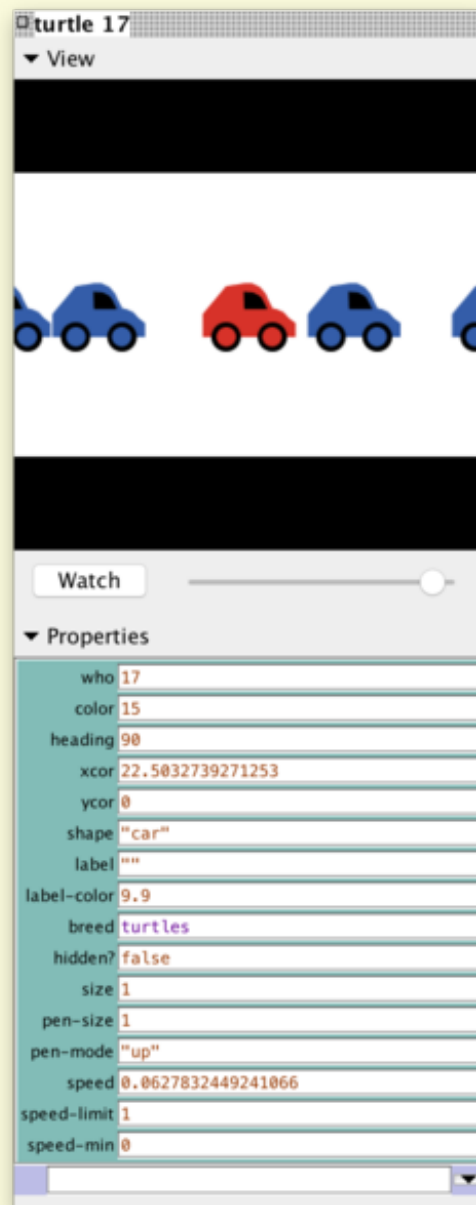 turtle 17
View
Watch
Properties
who 17
color 15
heading 90
xcor 22.5032739271253
ycor 0
shape "car"
label ""
label-color 9.9
breed turtles
hidden? false
size 1
pen-size 1
pen-mode "up"
speed 0.0627832449241066
speed-limit 1
speed-min 0